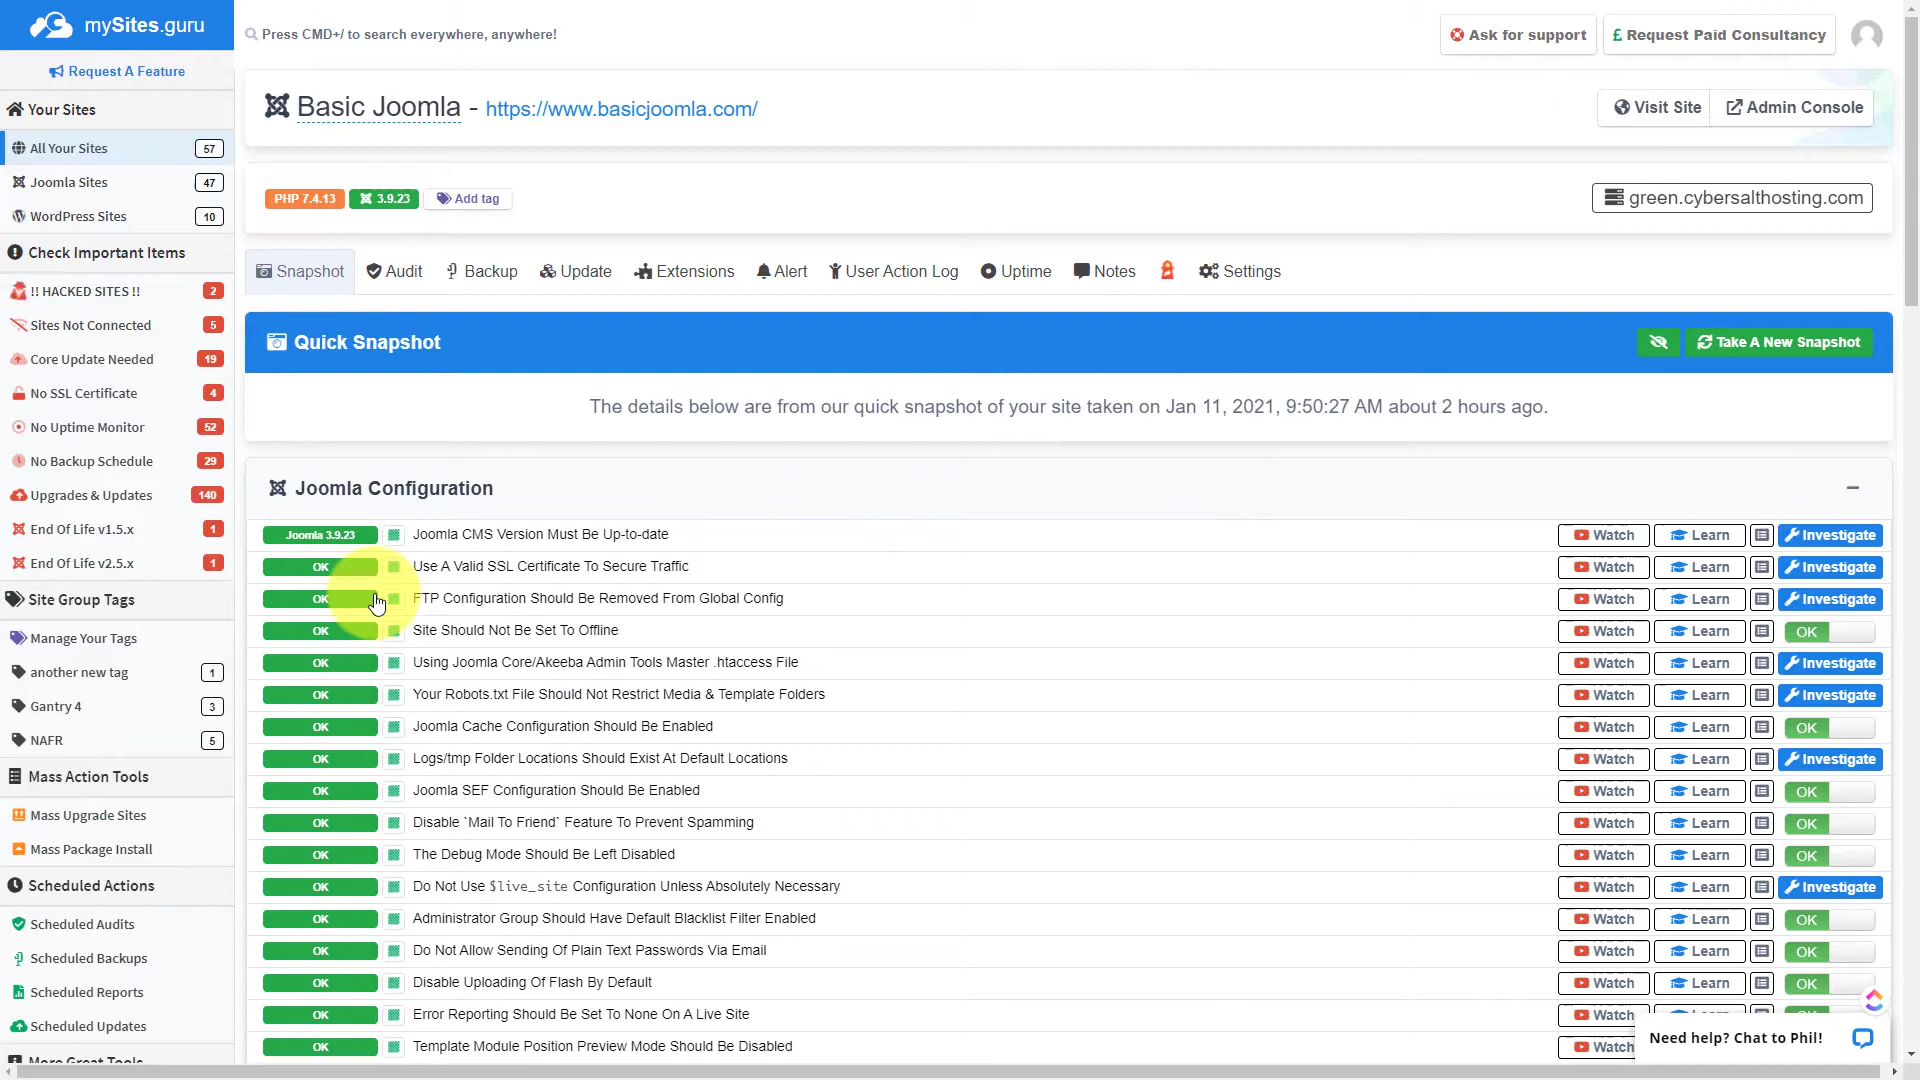 mySites.guru
Press CMD+/ to search everywhere, anywhere!
Ask for support
£ Request Paid Consultancy
Request A Feature
Your Sites
All Your Sites 57
Joomla Sites 47
WordPress Sites 10
Check Important Items
!! HACKED SITES !! 2
Sites Not Connected 5
Core Update Needed 19
No SSL Certificate 4
No Uptime Monitor 52
No Backup Schedule 29
Upgrades & Updates 140
End Of Life v1.5.x 1
End Of Life v2.5.x 1
Site Group Tags
Manage Your Tags
another new tag 1
Gantry 4 3
NAFR 5
Mass Action Tools
Mass Upgrade Sites
Mass Package Install
Scheduled Actions
Scheduled Audits
Scheduled Backups
Scheduled Reports
Scheduled Updates
More Great Tools
Basic Joomla - https://www.basicjoomla.com/
Visit Site
Admin Console
PHP 7.4.13 3.9.23 Add tag
green.cybersalthosting.com
Snapshot Audit Backup Update Extensions Alert User Action Log Uptime Notes Settings
Quick Snapshot
Take A New Snapshot
The details below are from our quick snapshot of your site taken on Jan 11, 2021, 9:50:27 AM about 2 hours ago.
Joomla Configuration
Joomla 3.9.23 Joomla CMS Version Must Be Up-to-date Watch Learn Investigate
OK Use A Valid SSL Certificate To Secure Traffic Watch Learn Investigate
OK FTP Configuration Should Be Removed From Global Config Watch Learn Investigate
OK Site Should Not Be Set To Offline Watch Learn OK
OK Using Joomla Core/Akeeba Admin Tools Master .htaccess File Watch Learn Investigate
OK Your Robots.txt File Should Not Restrict Media & Template Folders Watch Learn Investigate
OK Joomla Cache Configuration Should Be Enabled Watch Learn OK
OK Logs/tmp Folder Locations Should Exist At Default Locations Watch Learn Investigate
OK Joomla SEF Configuration Should Be Enabled Watch Learn OK
OK Disable `Mail To Friend` Feature To Prevent Spamming Watch Learn OK
OK The Debug Mode Should Be Left Disabled Watch Learn OK
OK Do Not Use $live_site Configuration Unless Absolutely Necessary Watch Learn Investigate
OK Administrator Group Should Have Default Blacklist Filter Enabled Watch Learn OK
OK Do Not Allow Sending Of Plain Text Passwords Via Email Watch Learn OK
OK Disable Uploading Of Flash By Default Watch Learn OK
OK Error Reporting Should Be Set To None On A Live Site Watch
OK Template Module Position Preview Mode Should Be Disabled Watch
Need help? Chat to Phil!